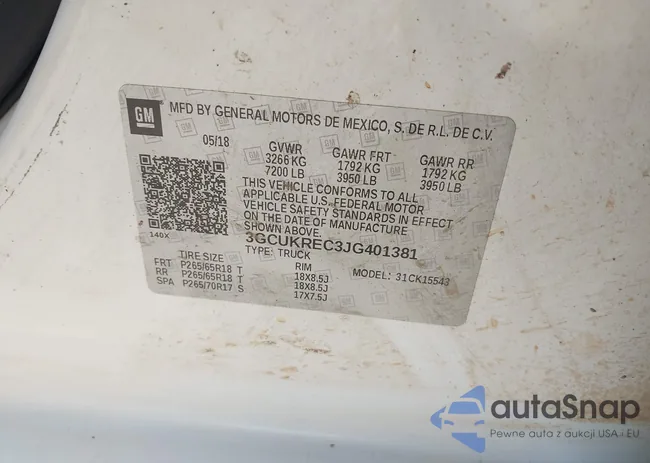 GM
MFD BY GENERAL MOTORS DE MEXICO, S. DE R.L. DE C.V.
05/18 GVWR GAWR FRT GAWR RR
3266 KG 1792 KG 1792 KG
7200 LB 3950 LB 3950 LB
THIS VEHICLE CONFORMS TO ALL
APPLICABLE U.S. FEDERAL MOTOR
VEHICLE SAFETY STANDARDS IN EFFECT
ON THE DATE OF MANUFACTURE
SHOWN ABOVE.
140X
3GCUKREC3JG401381
TYPE: TRUCK
MODEL: 31CK15543
TIRE SIZE RIM
FRT P265/65R18 T 18X8.5J
RR P265/65R18 T 18X8.5J
SPA P265/70R17 S 17X7.5J
autaSnap
Pewne auta z aukcji USA i EU